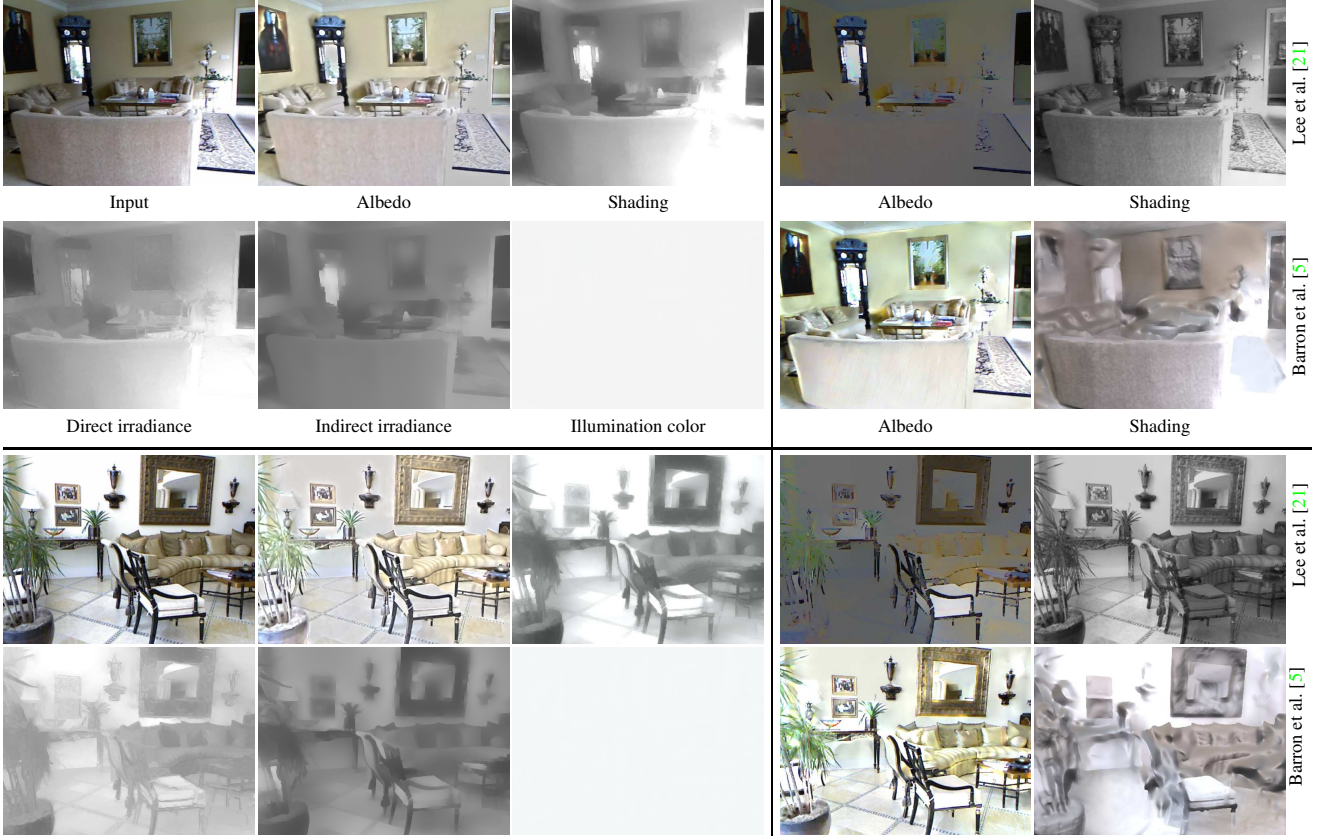 Lee et al. [21]
Input
Albedo
Shading
Albedo
Shading
Barron et al. [5]
Direct irradiance
Indirect irradiance
Illumination color
Albedo
Shading
Lee et al. [21]
Barron et al. [5]